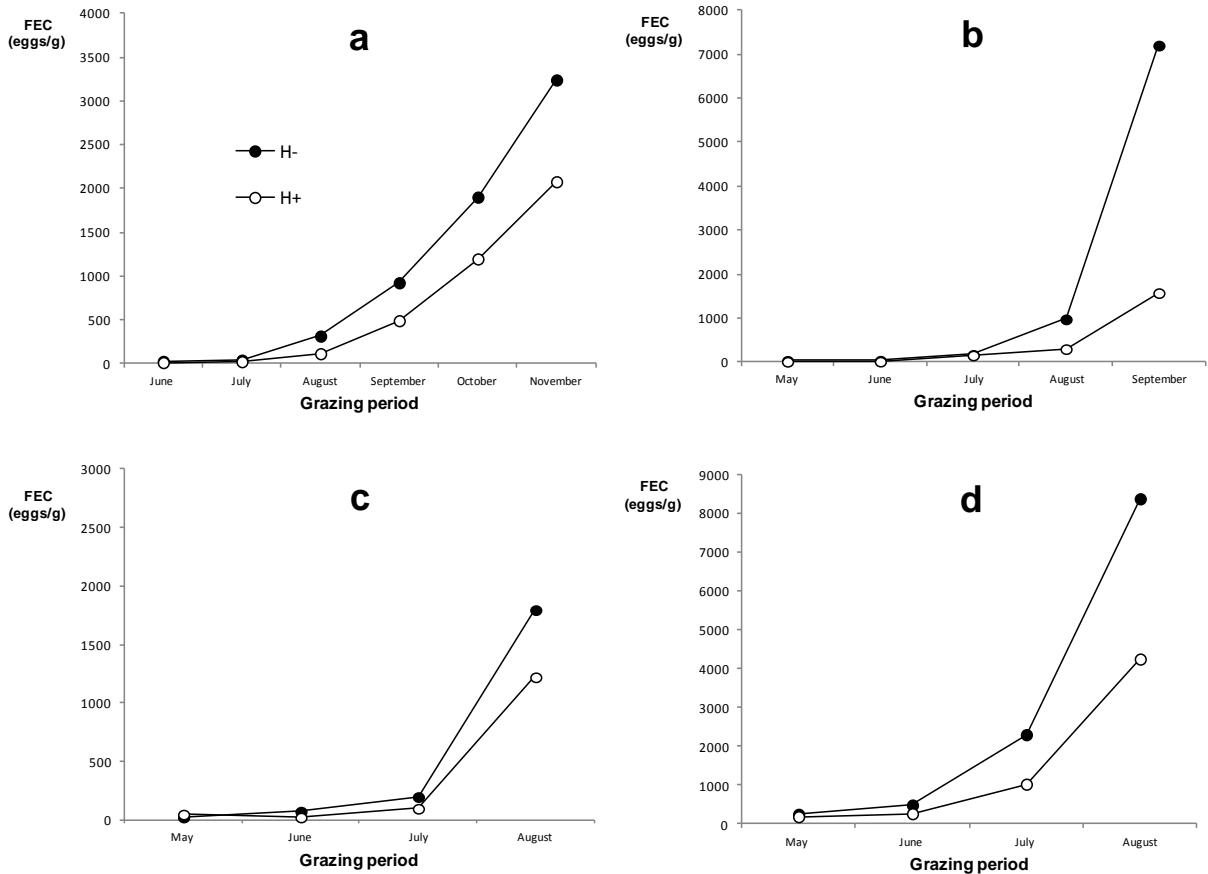 FEC
(eggs/g)
a
4000
3500
3000
2500
2000
1500
1000
500
0
H-
H+
June July August September October November
Grazing period
FEC
(eggs/g)
b
8000
7000
6000
5000
4000
3000
2000
1000
0
May June July August September
Grazing period
FEC
(eggs/g)
c
3000
2500
2000
1500
1000
500
0
May June July August
Grazing period
FEC
(eggs/g)
d
9000
8000
7000
6000
5000
4000
3000
2000
1000
0
May June July August
Grazing period